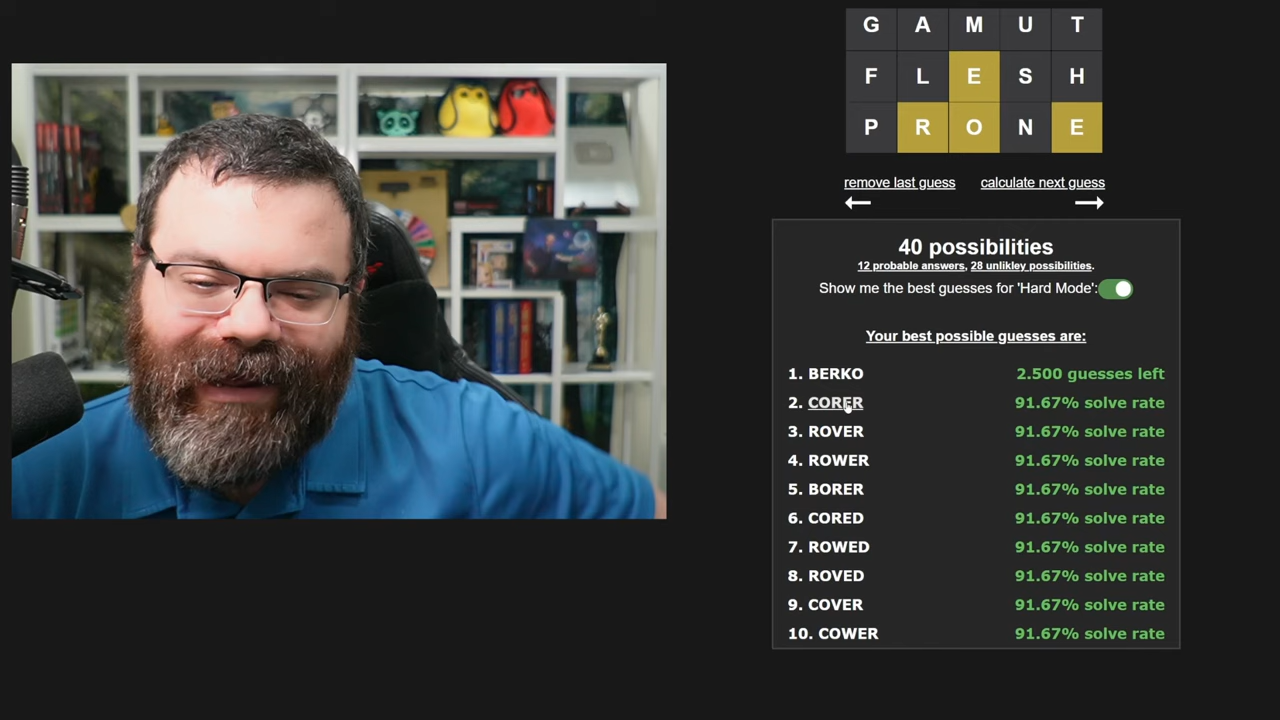 GAMUT
FLESH
PRONE
remove last guess calculate next guess
40 possibilities
12 probable answers, 28 unlikley possibilities.
Show me the best guesses for 'Hard Mode':
Your best possible guesses are:
1. BERKO 2.500 guesses left
2. CORER 91.67% solve rate
3. ROVER 91.67% solve rate
4. ROWER 91.67% solve rate
5. BORER 91.67% solve rate
6. CORED 91.67% solve rate
7. ROWED 91.67% solve rate
8. ROVED 91.67% solve rate
9. COVER 91.67% solve rate
10. COWER 91.67% solve rate